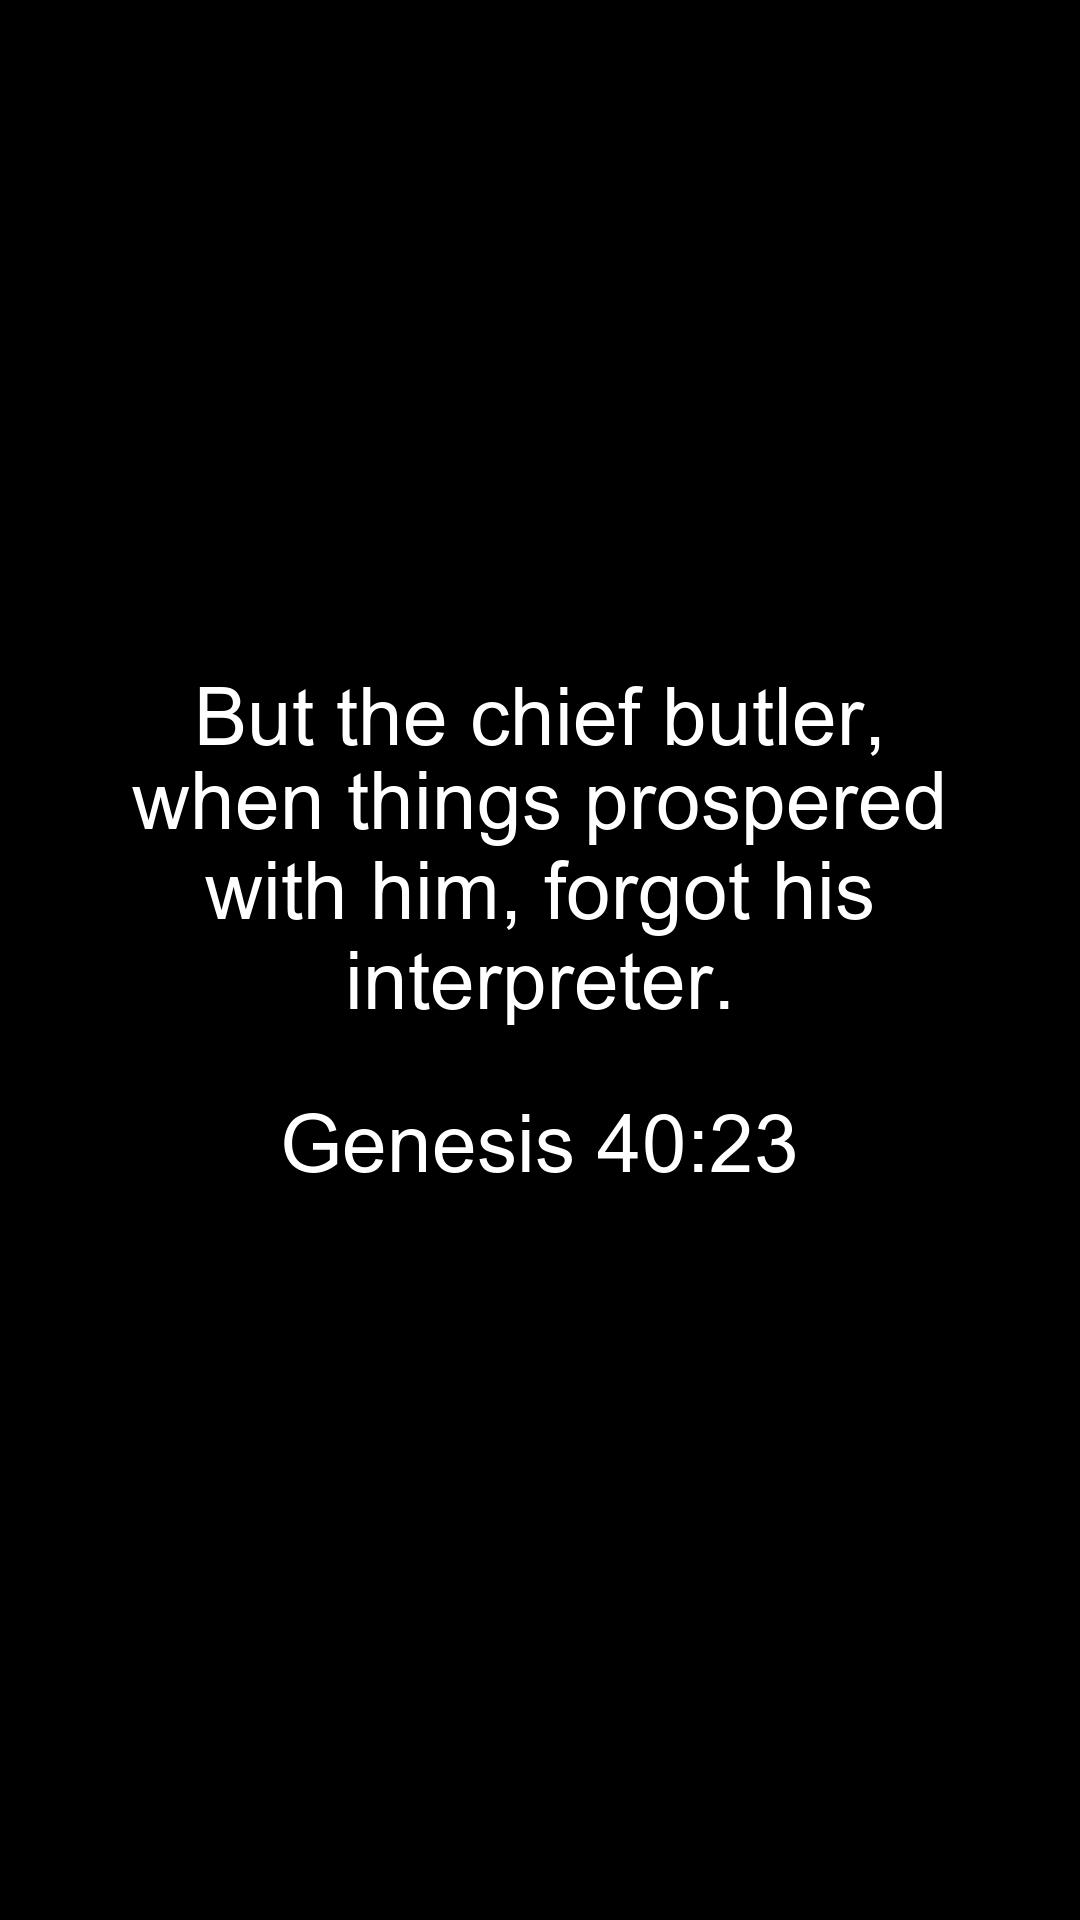 But the chief butler,
when things prospered
with him, forgot his
interpreter.
Genesis 40:23